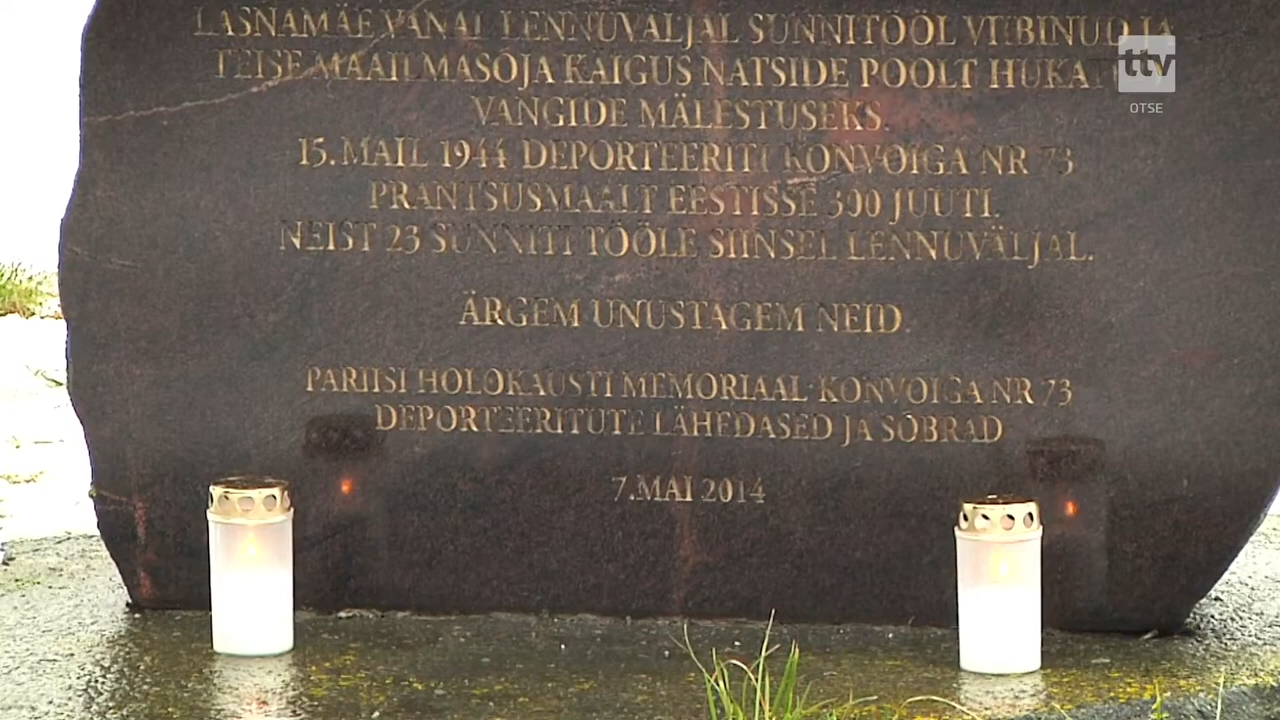 LASNAMÄE VANAL LENNUVÄLJAL SUNNITÖÖL VIIBINUD JA
TEISE MAAILMASÕJA KÄIGUS NATSIDE POOLT
VANGIDE MÄLESTUSEKS.
15. MAIL 1944 DEPORTEERITI KONVOIGA NR 73
PRANTSUSMAALT EESTISSE 300 JUUTI.
NEIST 23 SUNNITI TÖÖLE SIINSEL LENNUVÄLJAL.
ÄRGEM UNUSTAGEM NEID.
PARIISI HOLOKAUSTI MEMORIAAL·KONVOIGA NR 73
DEPORTEERITUTE LÄHEDASED JA SÕBRAD
7.MAI 2014
ttv
OTSE